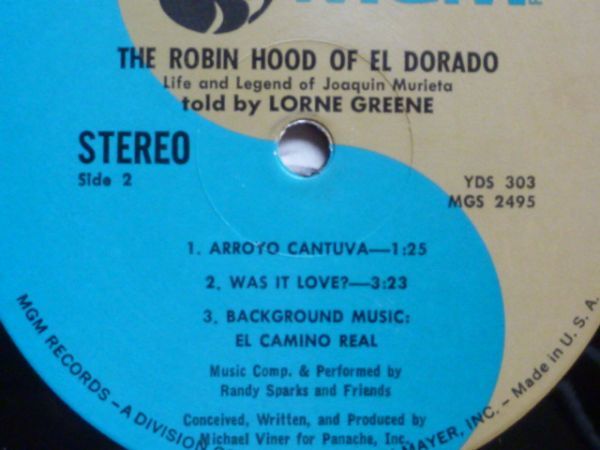 MGM
THE ROBIN HOOD OF EL DORADO
Life and Legend of Joaquin Murieta
told by LORNE GREENE
STEREO
Side 2
YDS 303
MGS 2495
1. ARROYO CANTUVA—1:25
2. WAS IT LOVE?—3:23
3. BACKGROUND MUSIC:
EL CAMINO REAL
Music Comp. & Performed by
Randy Sparks and Friends
Conceived, Written, and Produced by
Michael Viner for Panache, Inc.
MGM RECORDS – A DIVISION MAYER, INC. – Made in U. S. A.